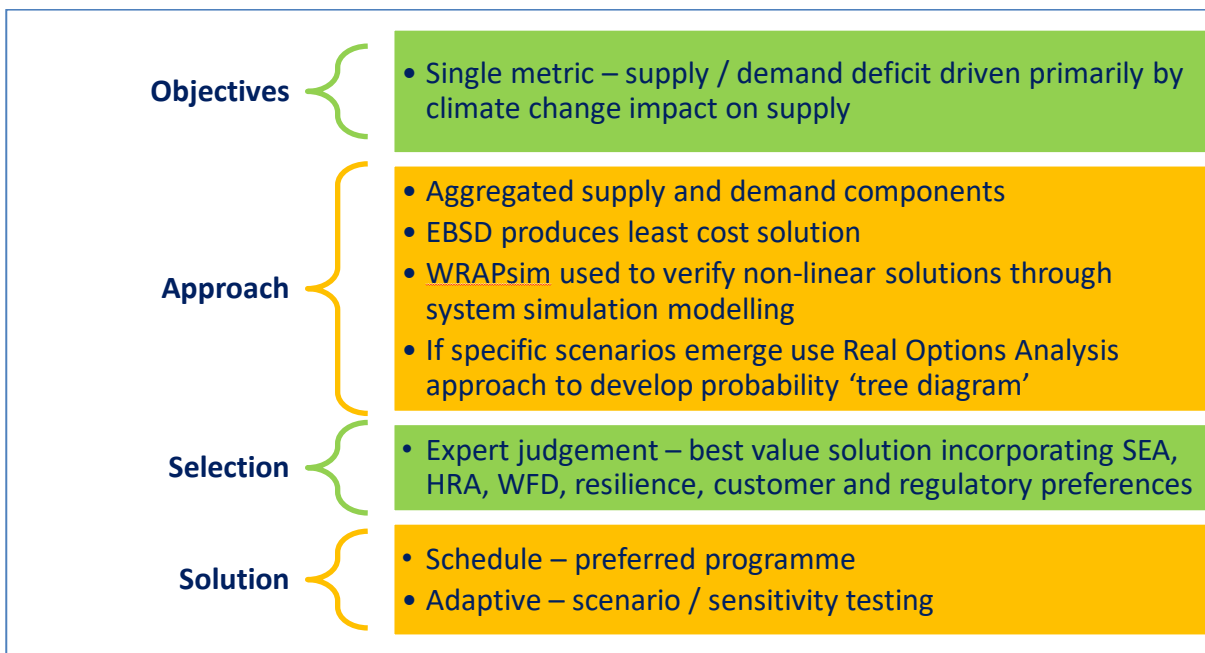 Objectives
• Single metric – supply / demand deficit driven primarily by
climate change impact on supply
Approach
• Aggregated supply and demand components
• EBSD produces least cost solution
• WRAPsim used to verify non-linear solutions through
system simulation modelling
• If specific scenarios emerge use Real Options Analysis
approach to develop probability ‘tree diagram’
Selection
• Expert judgement – best value solution incorporating SEA,
HRA, WFD, resilience, customer and regulatory preferences
Solution
• Schedule – preferred programme
• Adaptive – scenario / sensitivity testing